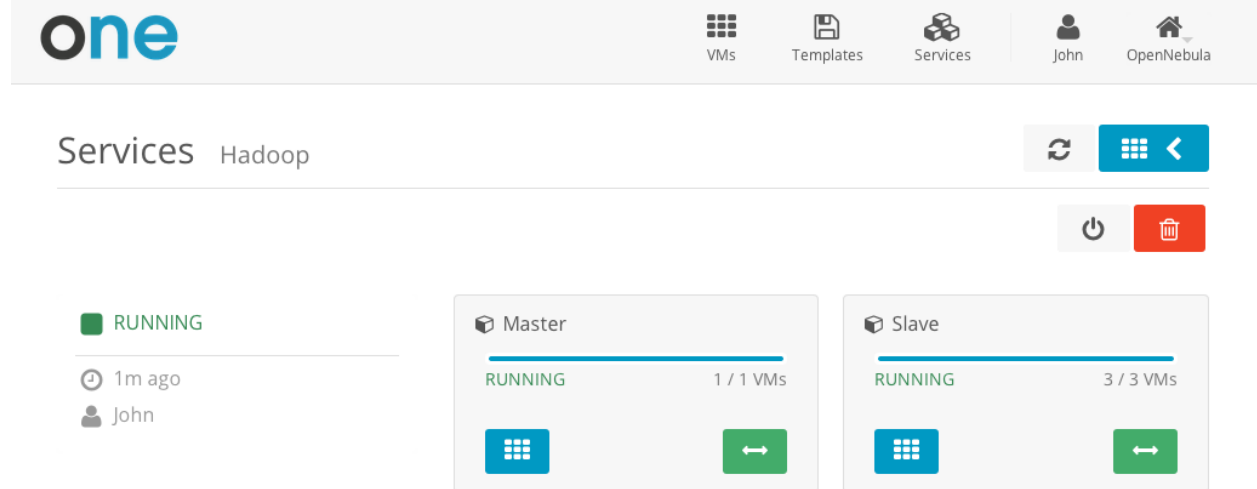 one
VMs Templates Services John OpenNebula
Services Hadoop
RUNNING
1m ago
John
Master
RUNNING 1 / 1 VMs
Slave
RUNNING 3 / 3 VMs